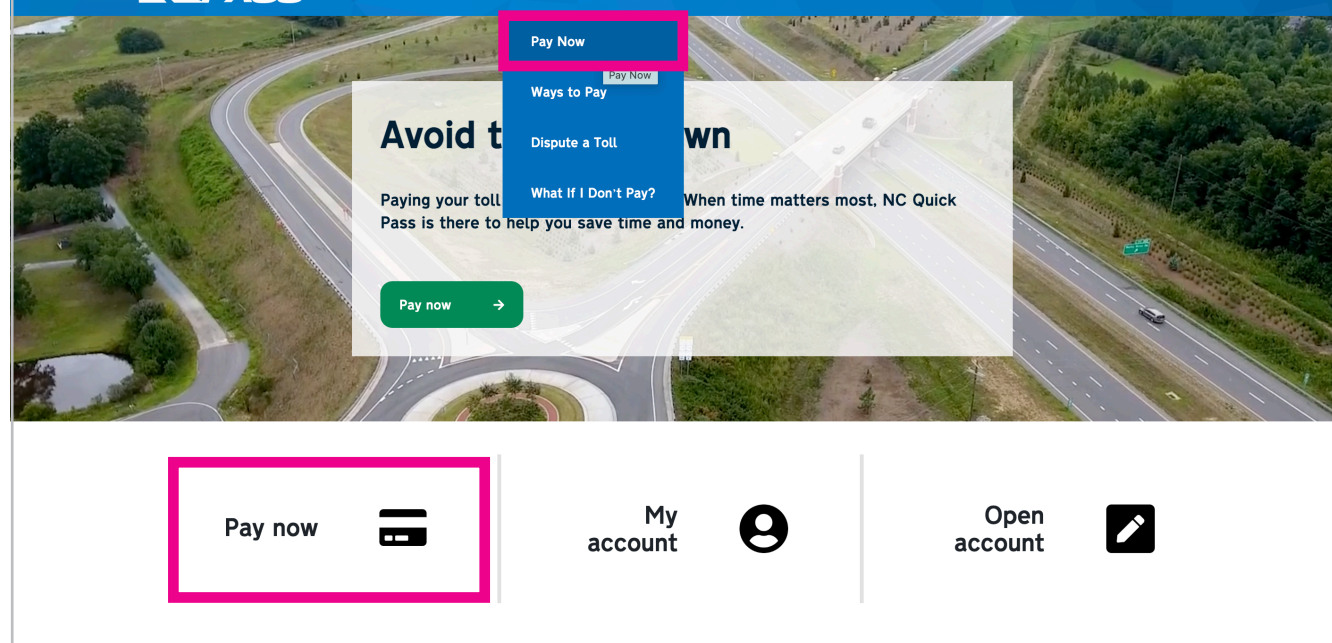 Pay Now
Pay Now
Ways to Pay
Dispute a Toll
What If I Don't Pay?
Avoid t wn
Paying your toll When time matters most, NC Quick
Pass is there to help you save time and money.
Pay now
Pay now
My
account
Open
account